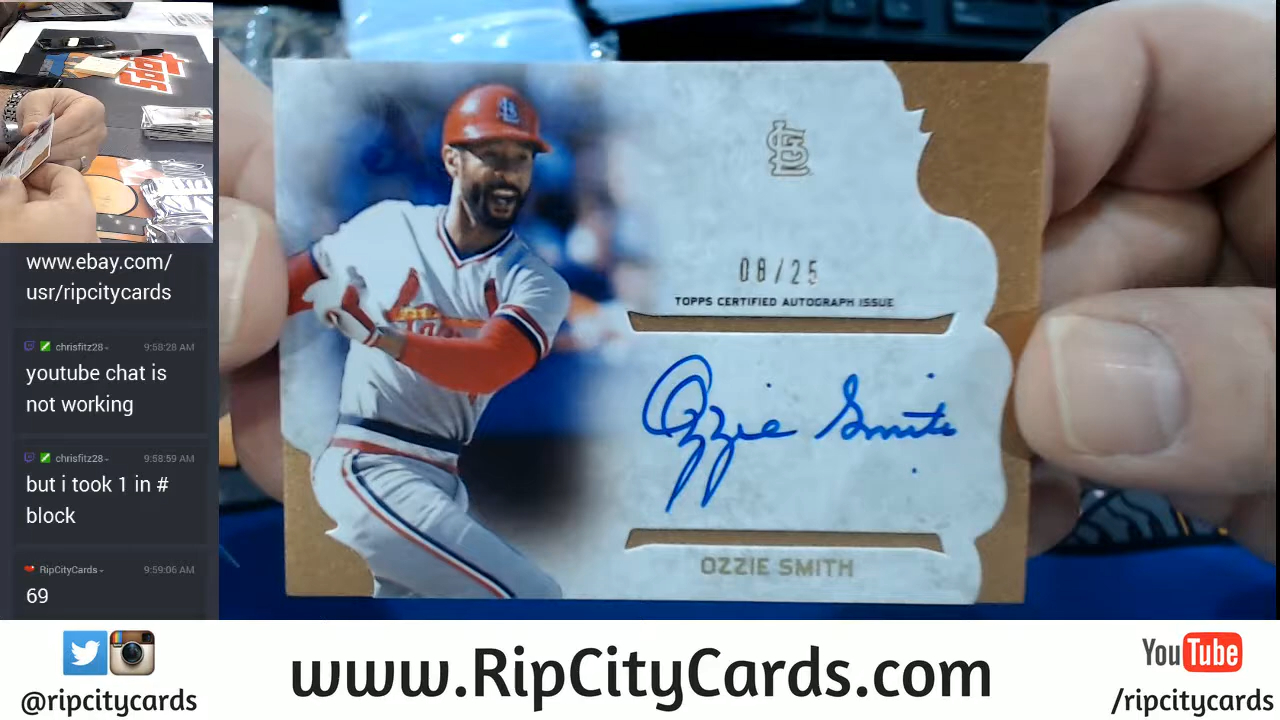 www.ebay.com/
usr/ripcitycards
chrisfitz28
9:58:28 AM
youtube chat is
not working
chrisfitz28
9:58:59 AM
but i took 1 in #
block
RipCityCards
9:59:06 AM
69
STL
08/25
TOPPS CERTIFIED AUTOGRAPH ISSUE
Ozzie Smith
OZZIE SMITH
@ripcitycards
www.RipCityCards.com
YouTube
/ripcitycards